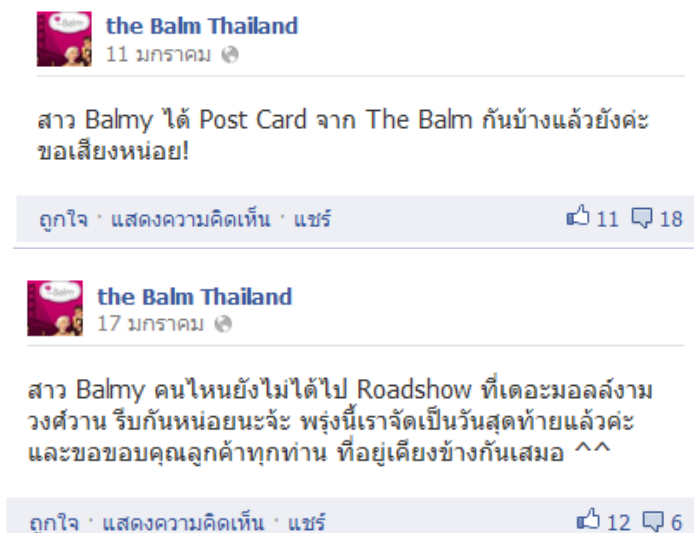 the Balm Thailand
11 มกราคม
สาว Balmy ได้ Post Card จาก The Balm กันบ้างแล้วยังค่ะ
ขอเสียงหน่อย!
ถูกใจ · แสดงความคิดเห็น · แชร์ 11 18
the Balm Thailand
17 มกราคม
สาว Balmy คนไหนยังไม่ได้ไป Roadshow ที่เดอะมอลล์งาม
วงศ์วาน รีบกันหน่อยนะจ้ะ พรุ่งนี้เราจัดเป็นวันสุดท้ายแล้วค่ะ
และขอขอบคุณลูกค้าทุกท่าน ที่อยู่เคียงข้างกันเสมอ ^^
ถูกใจ · แสดงความคิดเห็น · แชร์ 12 6